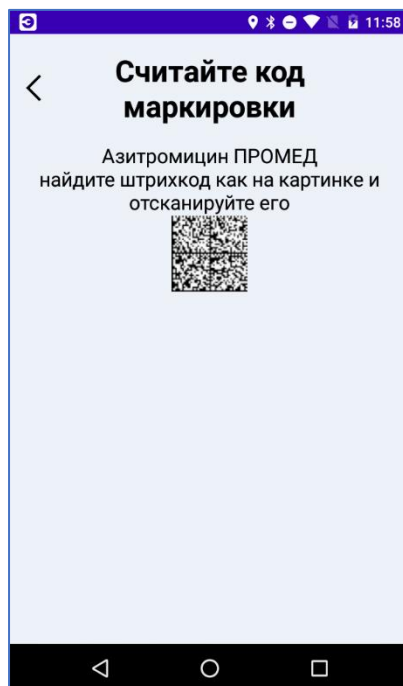 11:58
Считайте код
маркировки
Азитромицин ПРОМЕД
найдите штрихкод как на картинке и
отсканируйте его